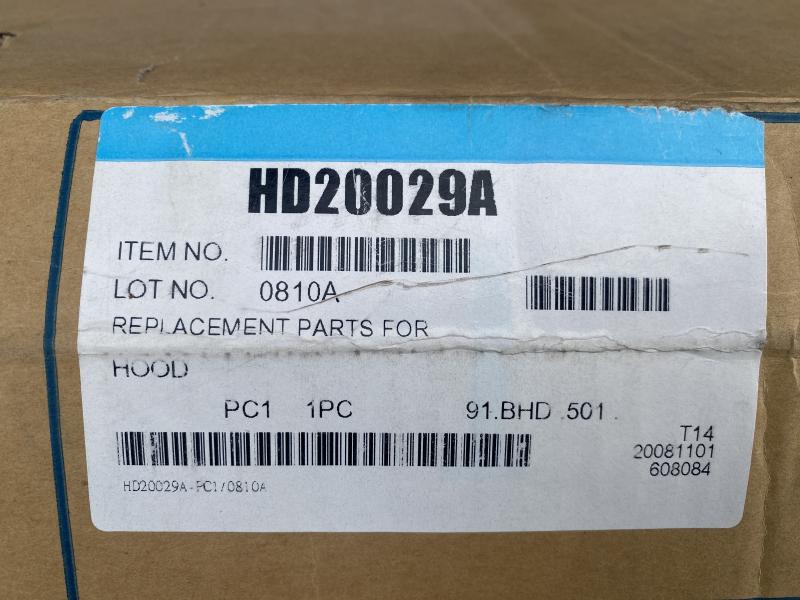 HD20029A
ITEM NO.
LOT NO. 0810A
REPLACEMENT PARTS FOR
HOOD
PC1 1PC 91.BHD 501.
T14
20081101
608084
HD20029A-PC1/0810A